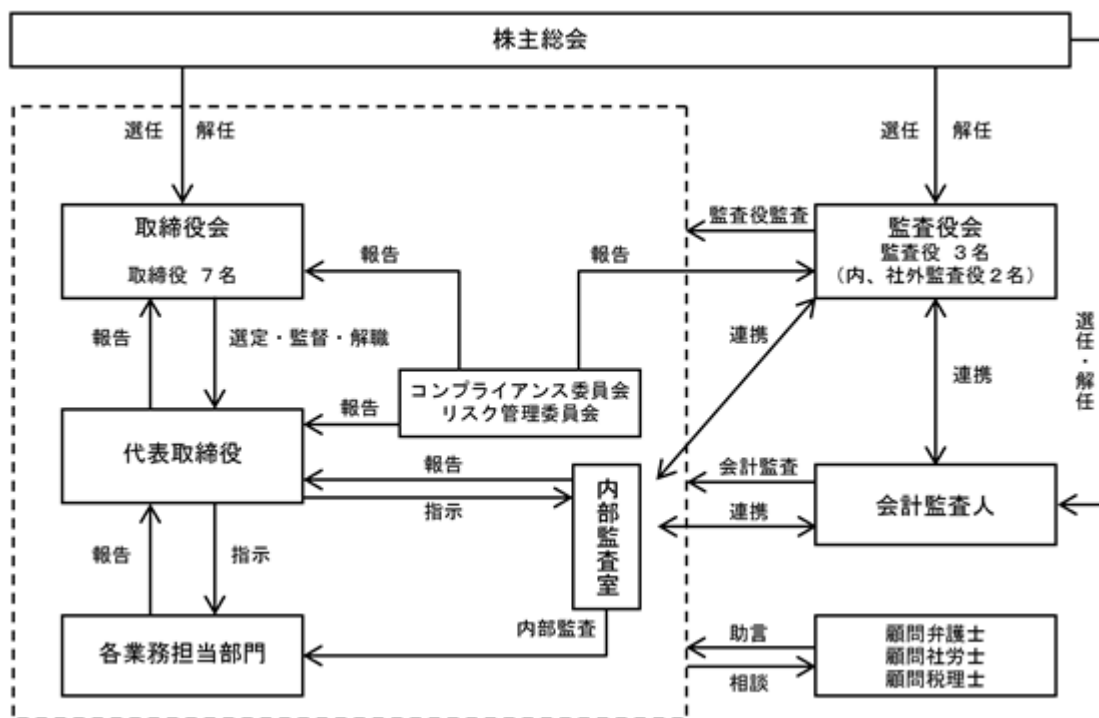 株主総会
選任
解任
選任
解任
取締役会
取締役 7名
監査役監査
監査役会
監査役 3名
(内、社外監査役2名)
報告
報告
報告
選定・監督・解職
連携
連携
選任・解任
コンプライアンス委員会
リスク管理委員会
報告
代表取締役
報告
指示
内部監査室
会計監査
連携
会計監査人
報告
指示
内部監査
各業務担当部門
助言
相談
顧問弁護士
顧問社労士
顧問税理士